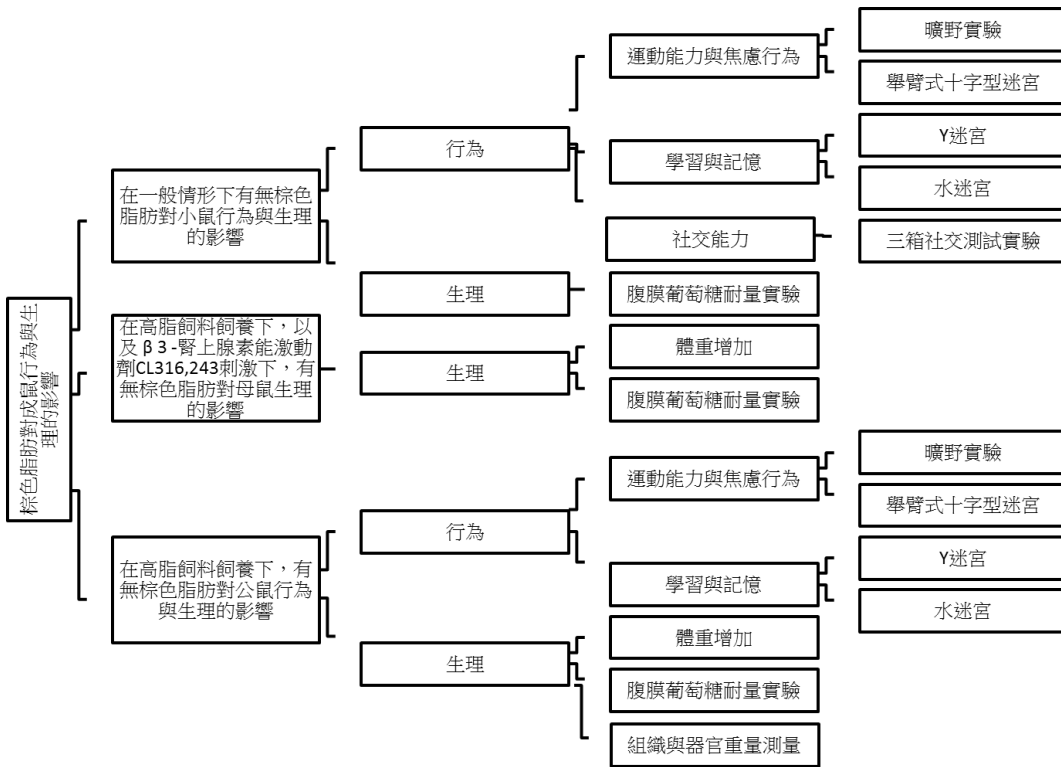 棕色脂肪對成鼠行為與生
理的影響
在一般情形下有無棕色
脂肪對小鼠行為與生理
的影響
行為
運動能力與焦慮行為
曠野實驗
舉臂式十字型迷宮
學習與記憶
Y迷宮
水迷宮
社交能力
三箱社交測試實驗
生理
腹膜葡萄糖耐量實驗
在高脂飼料飼養下，以
及β3-腎上腺素能激動
劑CL316,243刺激下，有
無棕色脂肪對母鼠生理
的影響
生理
體重增加
腹膜葡萄糖耐量實驗
在高脂飼料飼養下，有
無棕色脂肪對公鼠行為
與生理的影響
行為
運動能力與焦慮行為
曠野實驗
舉臂式十字型迷宮
學習與記憶
Y迷宮
水迷宮
生理
體重增加
腹膜葡萄糖耐量實驗
組織與器官重量測量